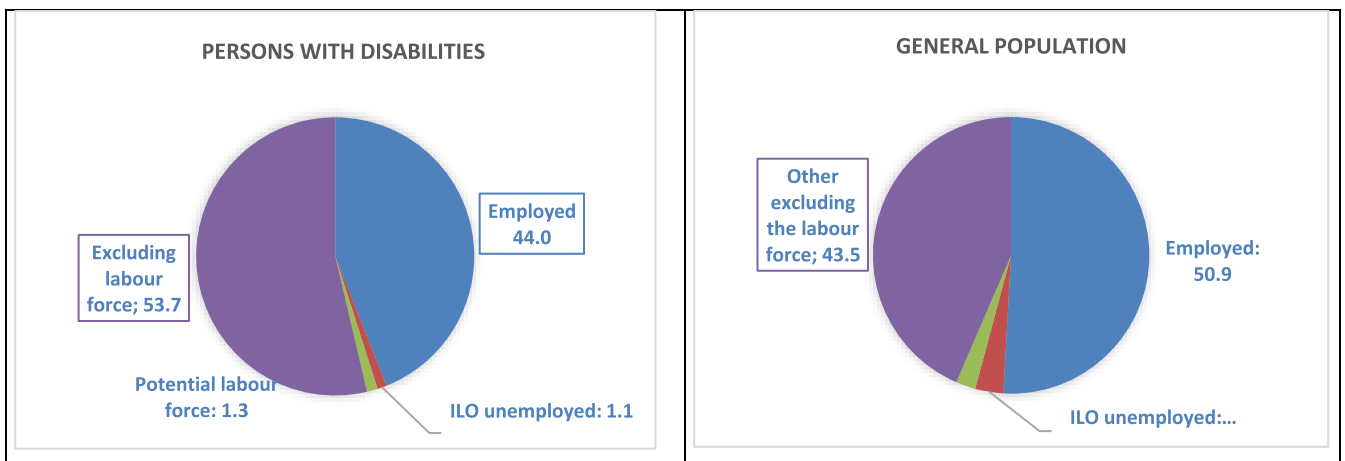 PERSONS WITH DISABILITIES
Employed
44.0
Excluding
labour
force; 53.7
Potential labour
force: 1.3
ILO unemployed: 1.1
GENERAL POPULATION
Other
excluding
the labour
force; 43.5
Employed:
50.9
ILO unemployed:...